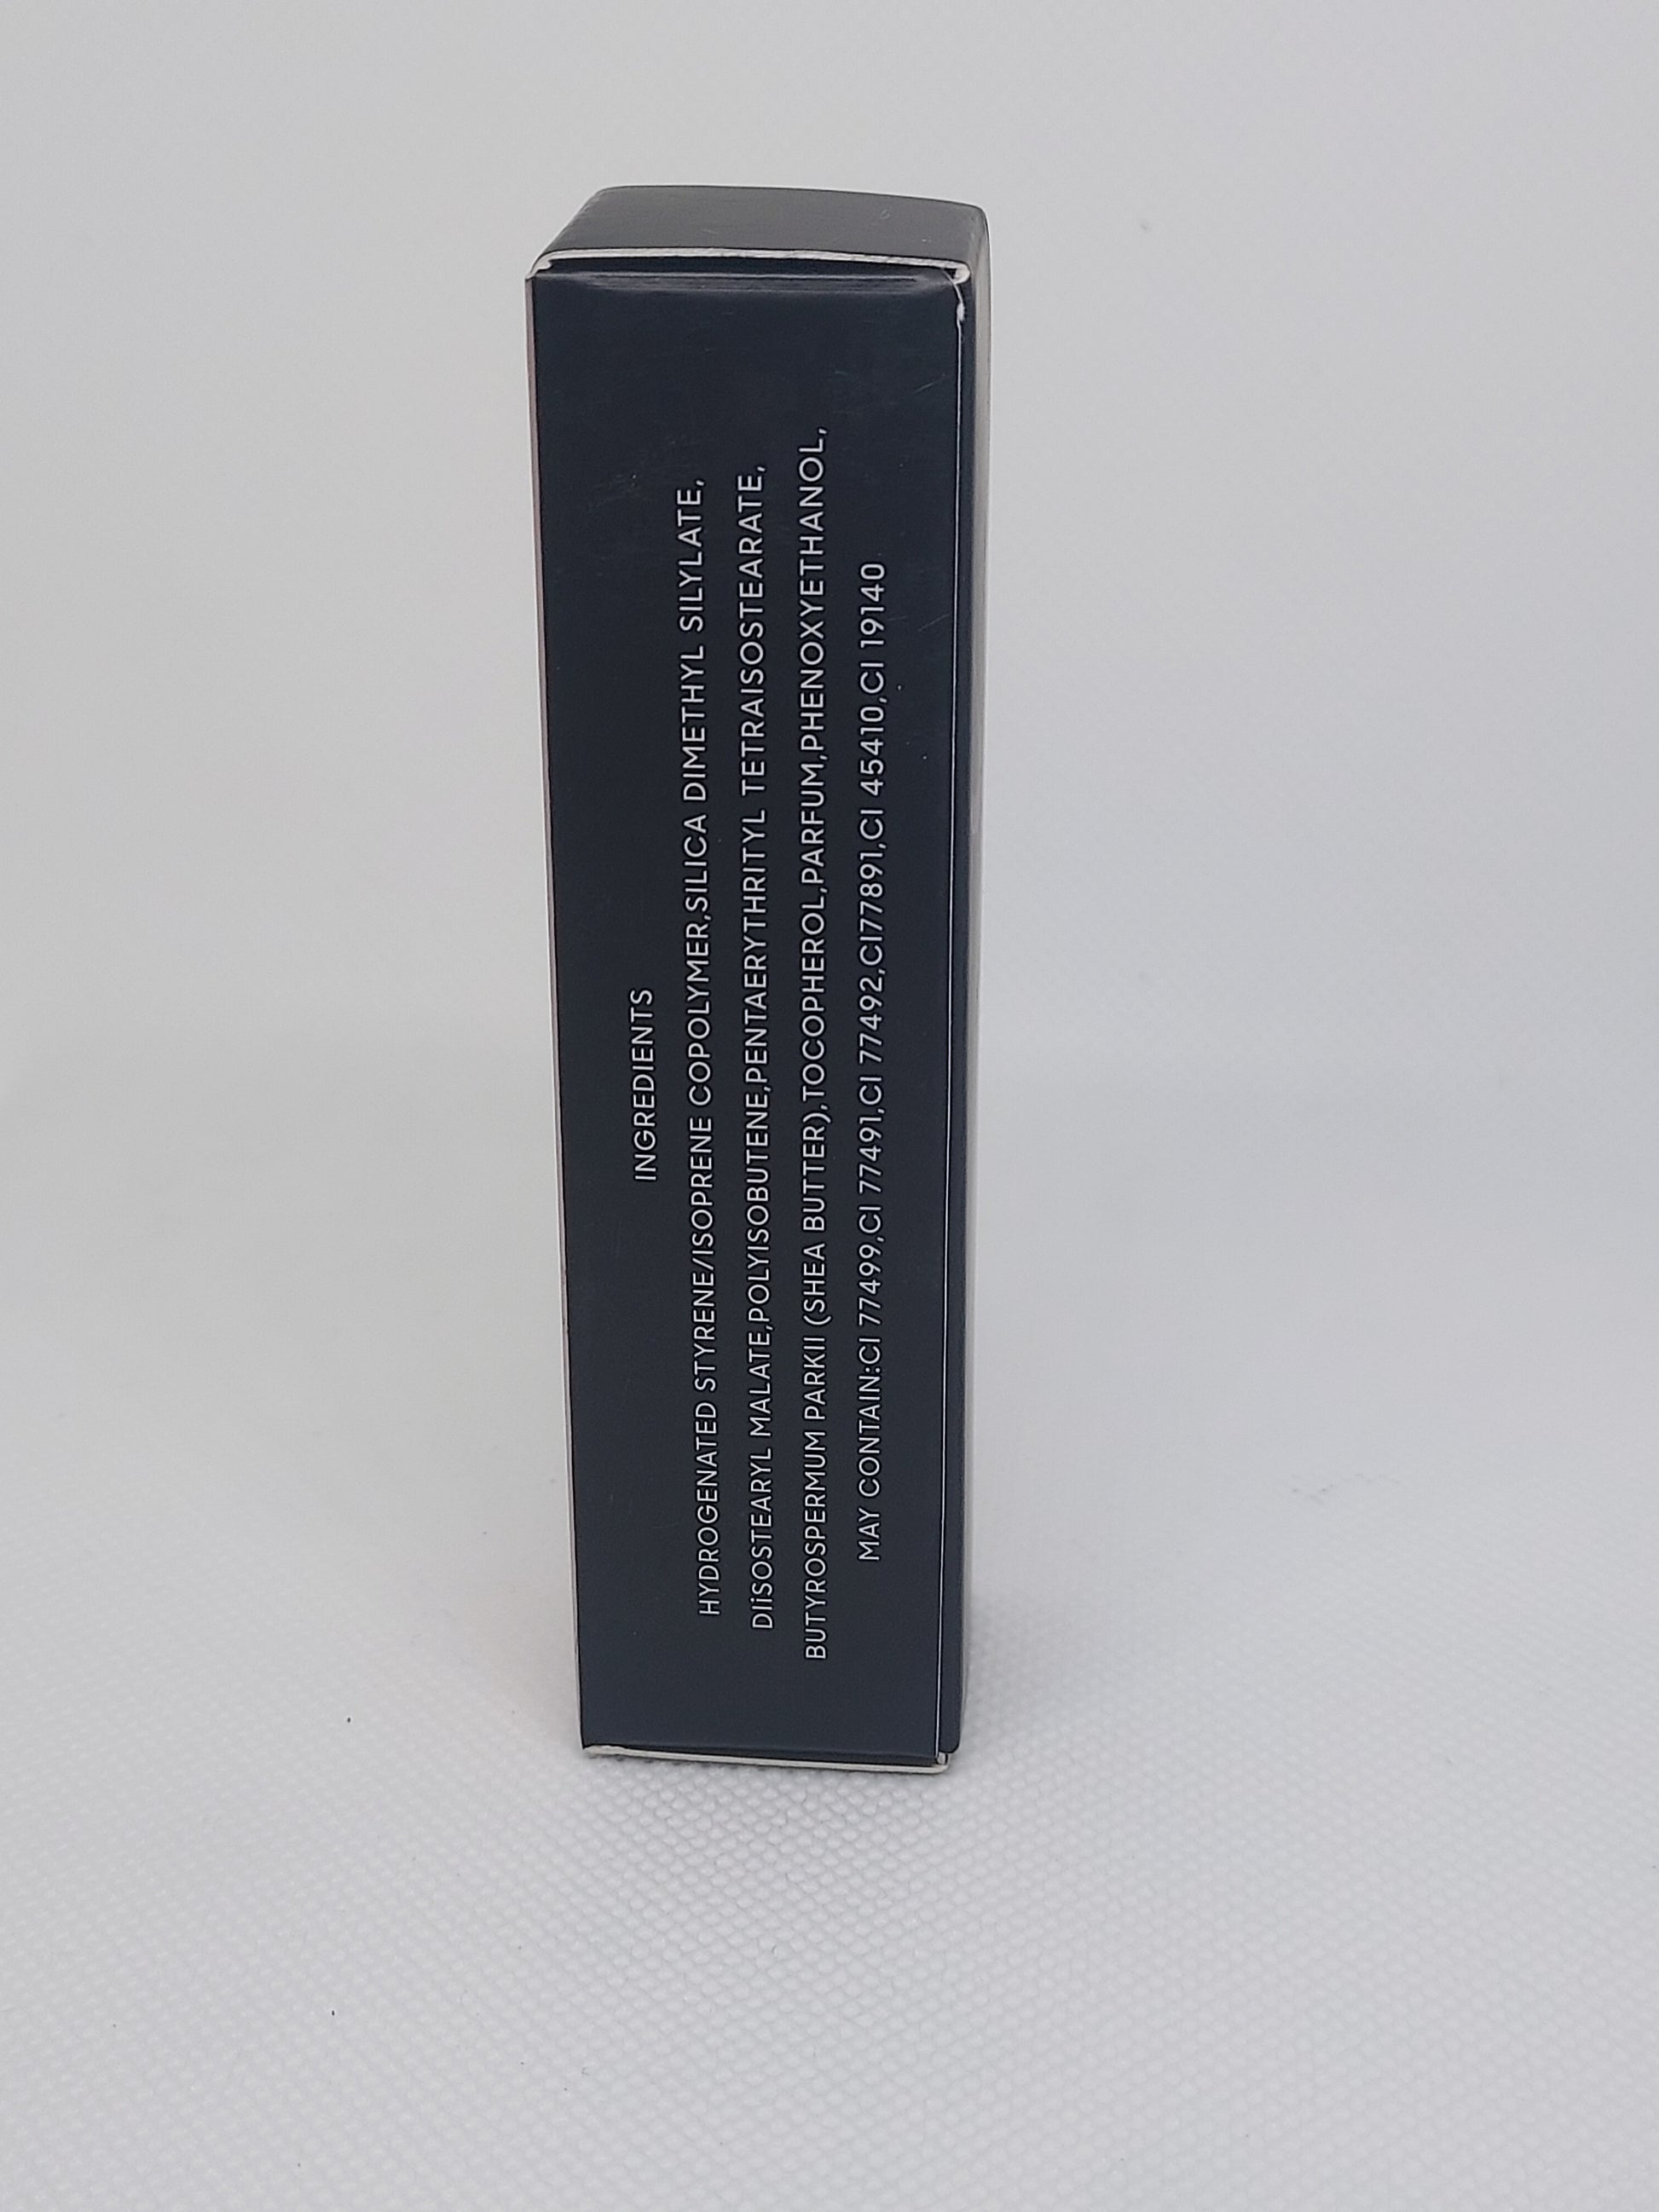 INGREDIENTS
HYDROGENATED STYRENE/ISOPRENE COPOLYMER,SILICA DIMETHYL SILYLATE,
DIiSOSTEARYL MALATE,POLYISOBUTENE,PENTAERYTHRITYL TETRAISOSTEARATE,
BUTYROSPERMUM PARKII (SHEA BUTTER),TOCOPHEROL,PARFUM,PHENOXYETHANOL,
MAY CONTAIN:CI 77499,CI 77491,CI 77492,CI77891,CI 45410,CI 19140